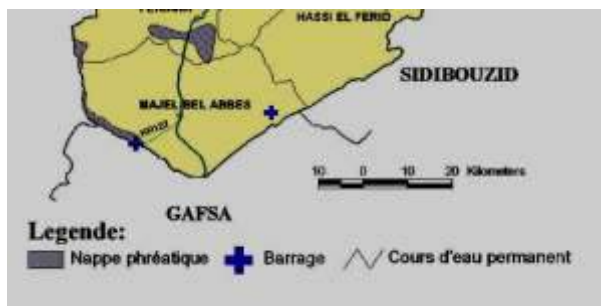 HASSI EL FERID
SIDIBOUZID
MAJEL BEL ABBES
10 0 10 20 Kilometers
GAFSA
Legende:
Nappe phréatique Barrage Cours d'eau permanent